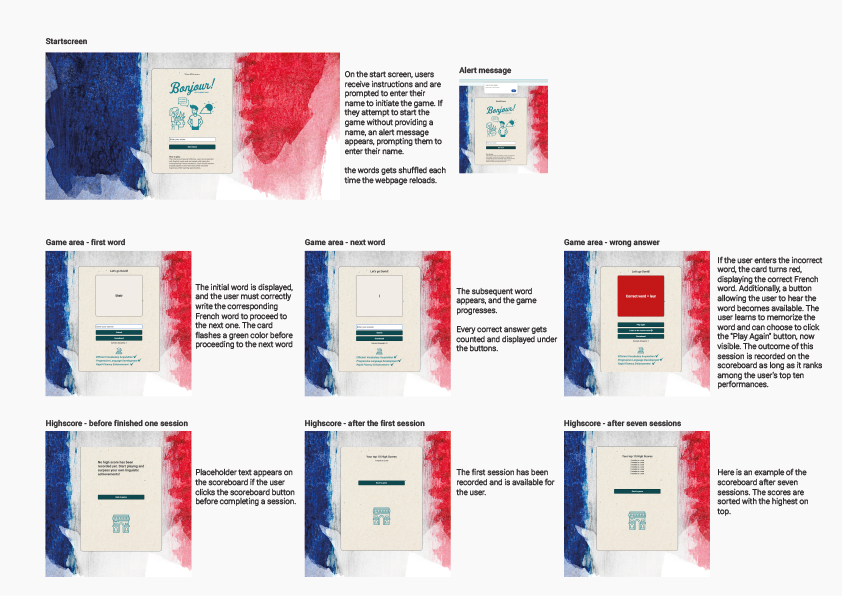 Startscreen
Bonjour!
On the start screen, users
receive instructions and are
prompted to enter their
name to initiate the game. If
they attempt to start the
game without providing a
name, an alert message
appears, prompting them to
enter their name.
the words gets shuffled each
time the webpage reloads.
Alert message
Bonjour!
Game area - first word
Let's go David!
The initial word is displayed,
and the user must correctly
write the corresponding
French word to proceed to
the next one. The card
flashes a green color before
proceeding to the next word
Game area - next word
Let's go David!
I
The subsequent word
appears, and the game
progresses.
Every correct answer gets
counted and displayed under
the buttons.
Game area - wrong answer
Let's go David!
If the user enters the incorrect
word, the card turns red,
displaying the correct French
word. Additionally, a button
allowing the user to hear the
word becomes available. The
user learns to memorize the
word and can choose to click
the "Play Again" button, now
visible. The outcome of this
session is recorded on the
scoreboard as long as it ranks
among the user's top ten
performances.
Highscore - before finished one session
No high score has been
recorded yet. Start playing and
surpass your own linguistic
achievements!
Placeholder text appears on
the scoreboard if the user
clicks the scoreboard button
before completing a session.
Highscore - after the first session
Your top 10 High Scores
The first session has been
recorded and is available for
the user.
Highscore - after seven sessions
Your top 10 High Scores
Here is an example of the
scoreboard after seven
sessions. The scores are
sorted with the highest on
top.